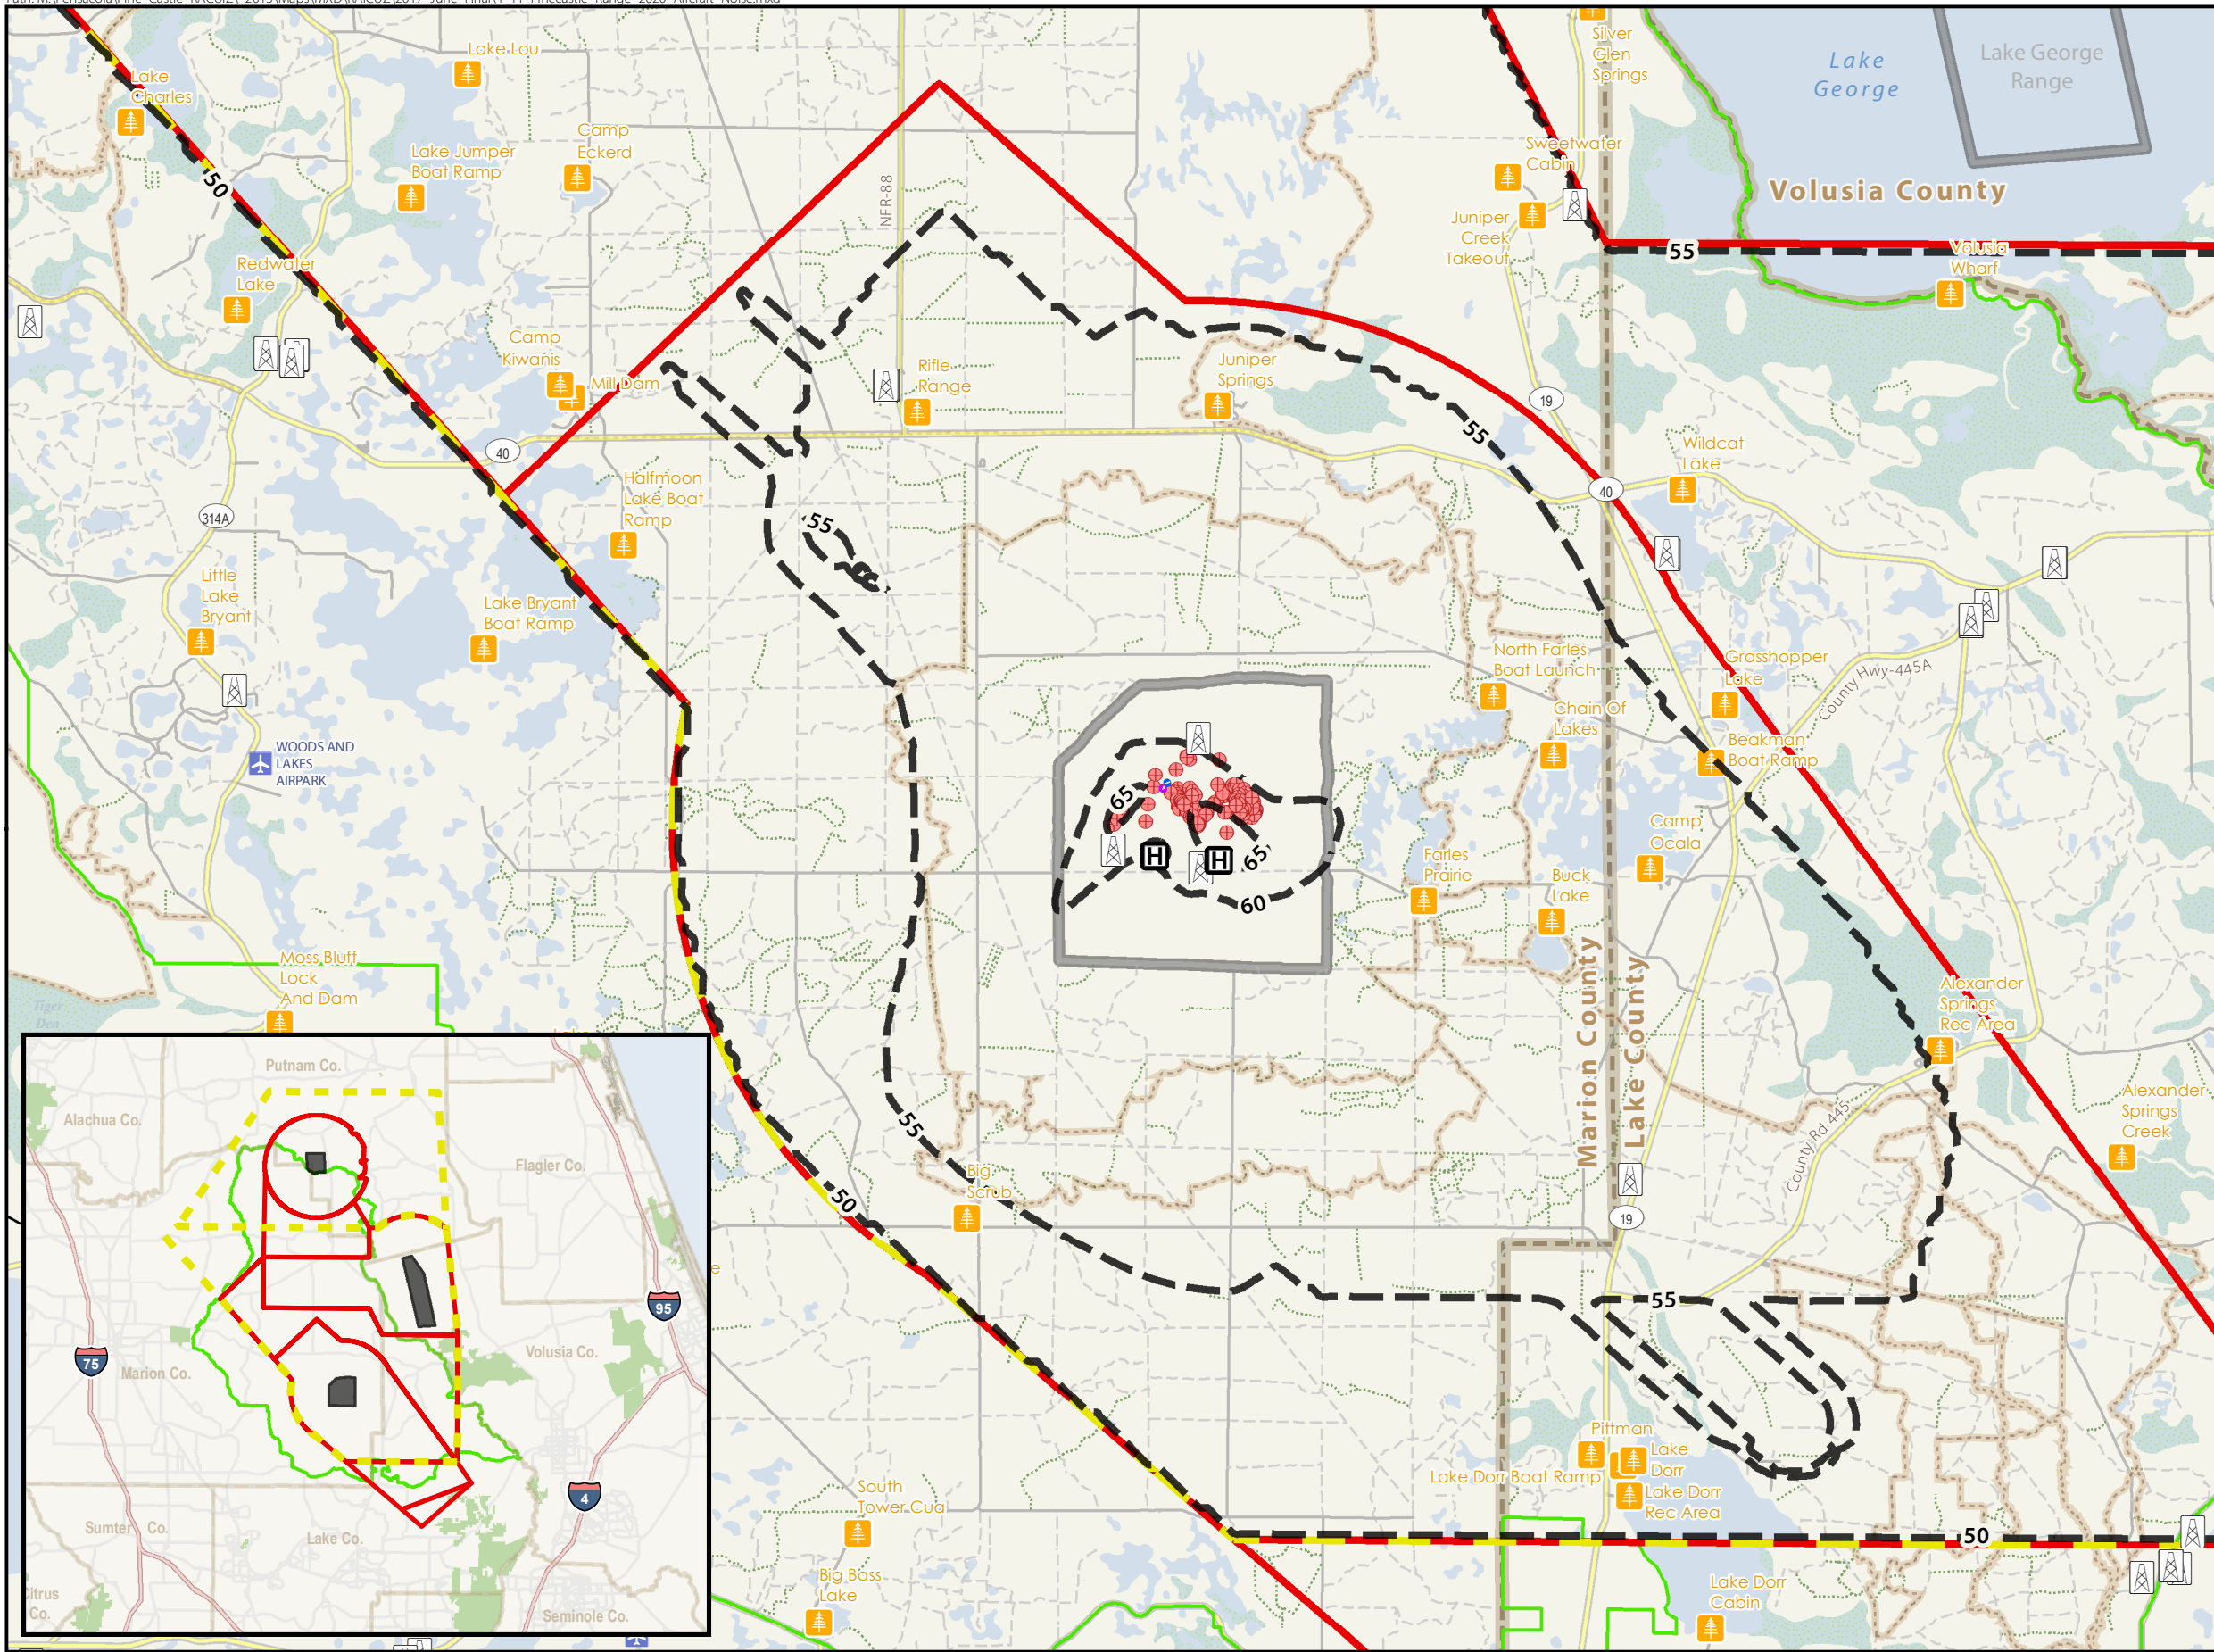 Lake Lou
Lake
Charles
Camp
Eckerd
Lake Jumper
Boat Ramp
50
Redwater
Lake
NFR-88
Silver
Glen
Springs
Lake
George
Lake George
Range
Sweetwater
Cabin
Volusia County
Juniper
Creek
Takeout
55
Volusia
Wharf
Camp
Kiwanis
Mill Dam
Rifle
Range
Juniper
Springs
19
55
40
Wildcat
Lake
40
314A
Halfmoon
Lake Boat
Ramp
55
Little
Lake
Bryant
Lake Bryant
Boat Ramp
North Farles
Boat Launch
Grasshopper
Lake
County Hwy-445A
Chain Of
Lakes
Beakman
Boat Ramp
WOODS AND
LAKES
AIRPARK
65
H
H
65
60
Camp
Ocala
Farles
Prairie
Buck
Lake
Moss Bluff
Lock
And Dam
Tiger
Den
Marion County
Lake County
Alexander
Springs
Rec Area
Alexander
Springs
Creek
County Rd 445
55
Big
Scrub
50
19
55
Pittman
Lake
Dorr
Lake Dorr Boat Ramp
Lake Dorr
Rec Area
South
Tower Cua
50
Big Bass
Lake
Lake Dorr
Cabin
Putnam Co.
Alachua Co.
Flagler Co.
95
Volusia Co.
75
Marion Co.
4
Sumter Co.
Lake Co.
Citrus
Co.
Seminole Co.